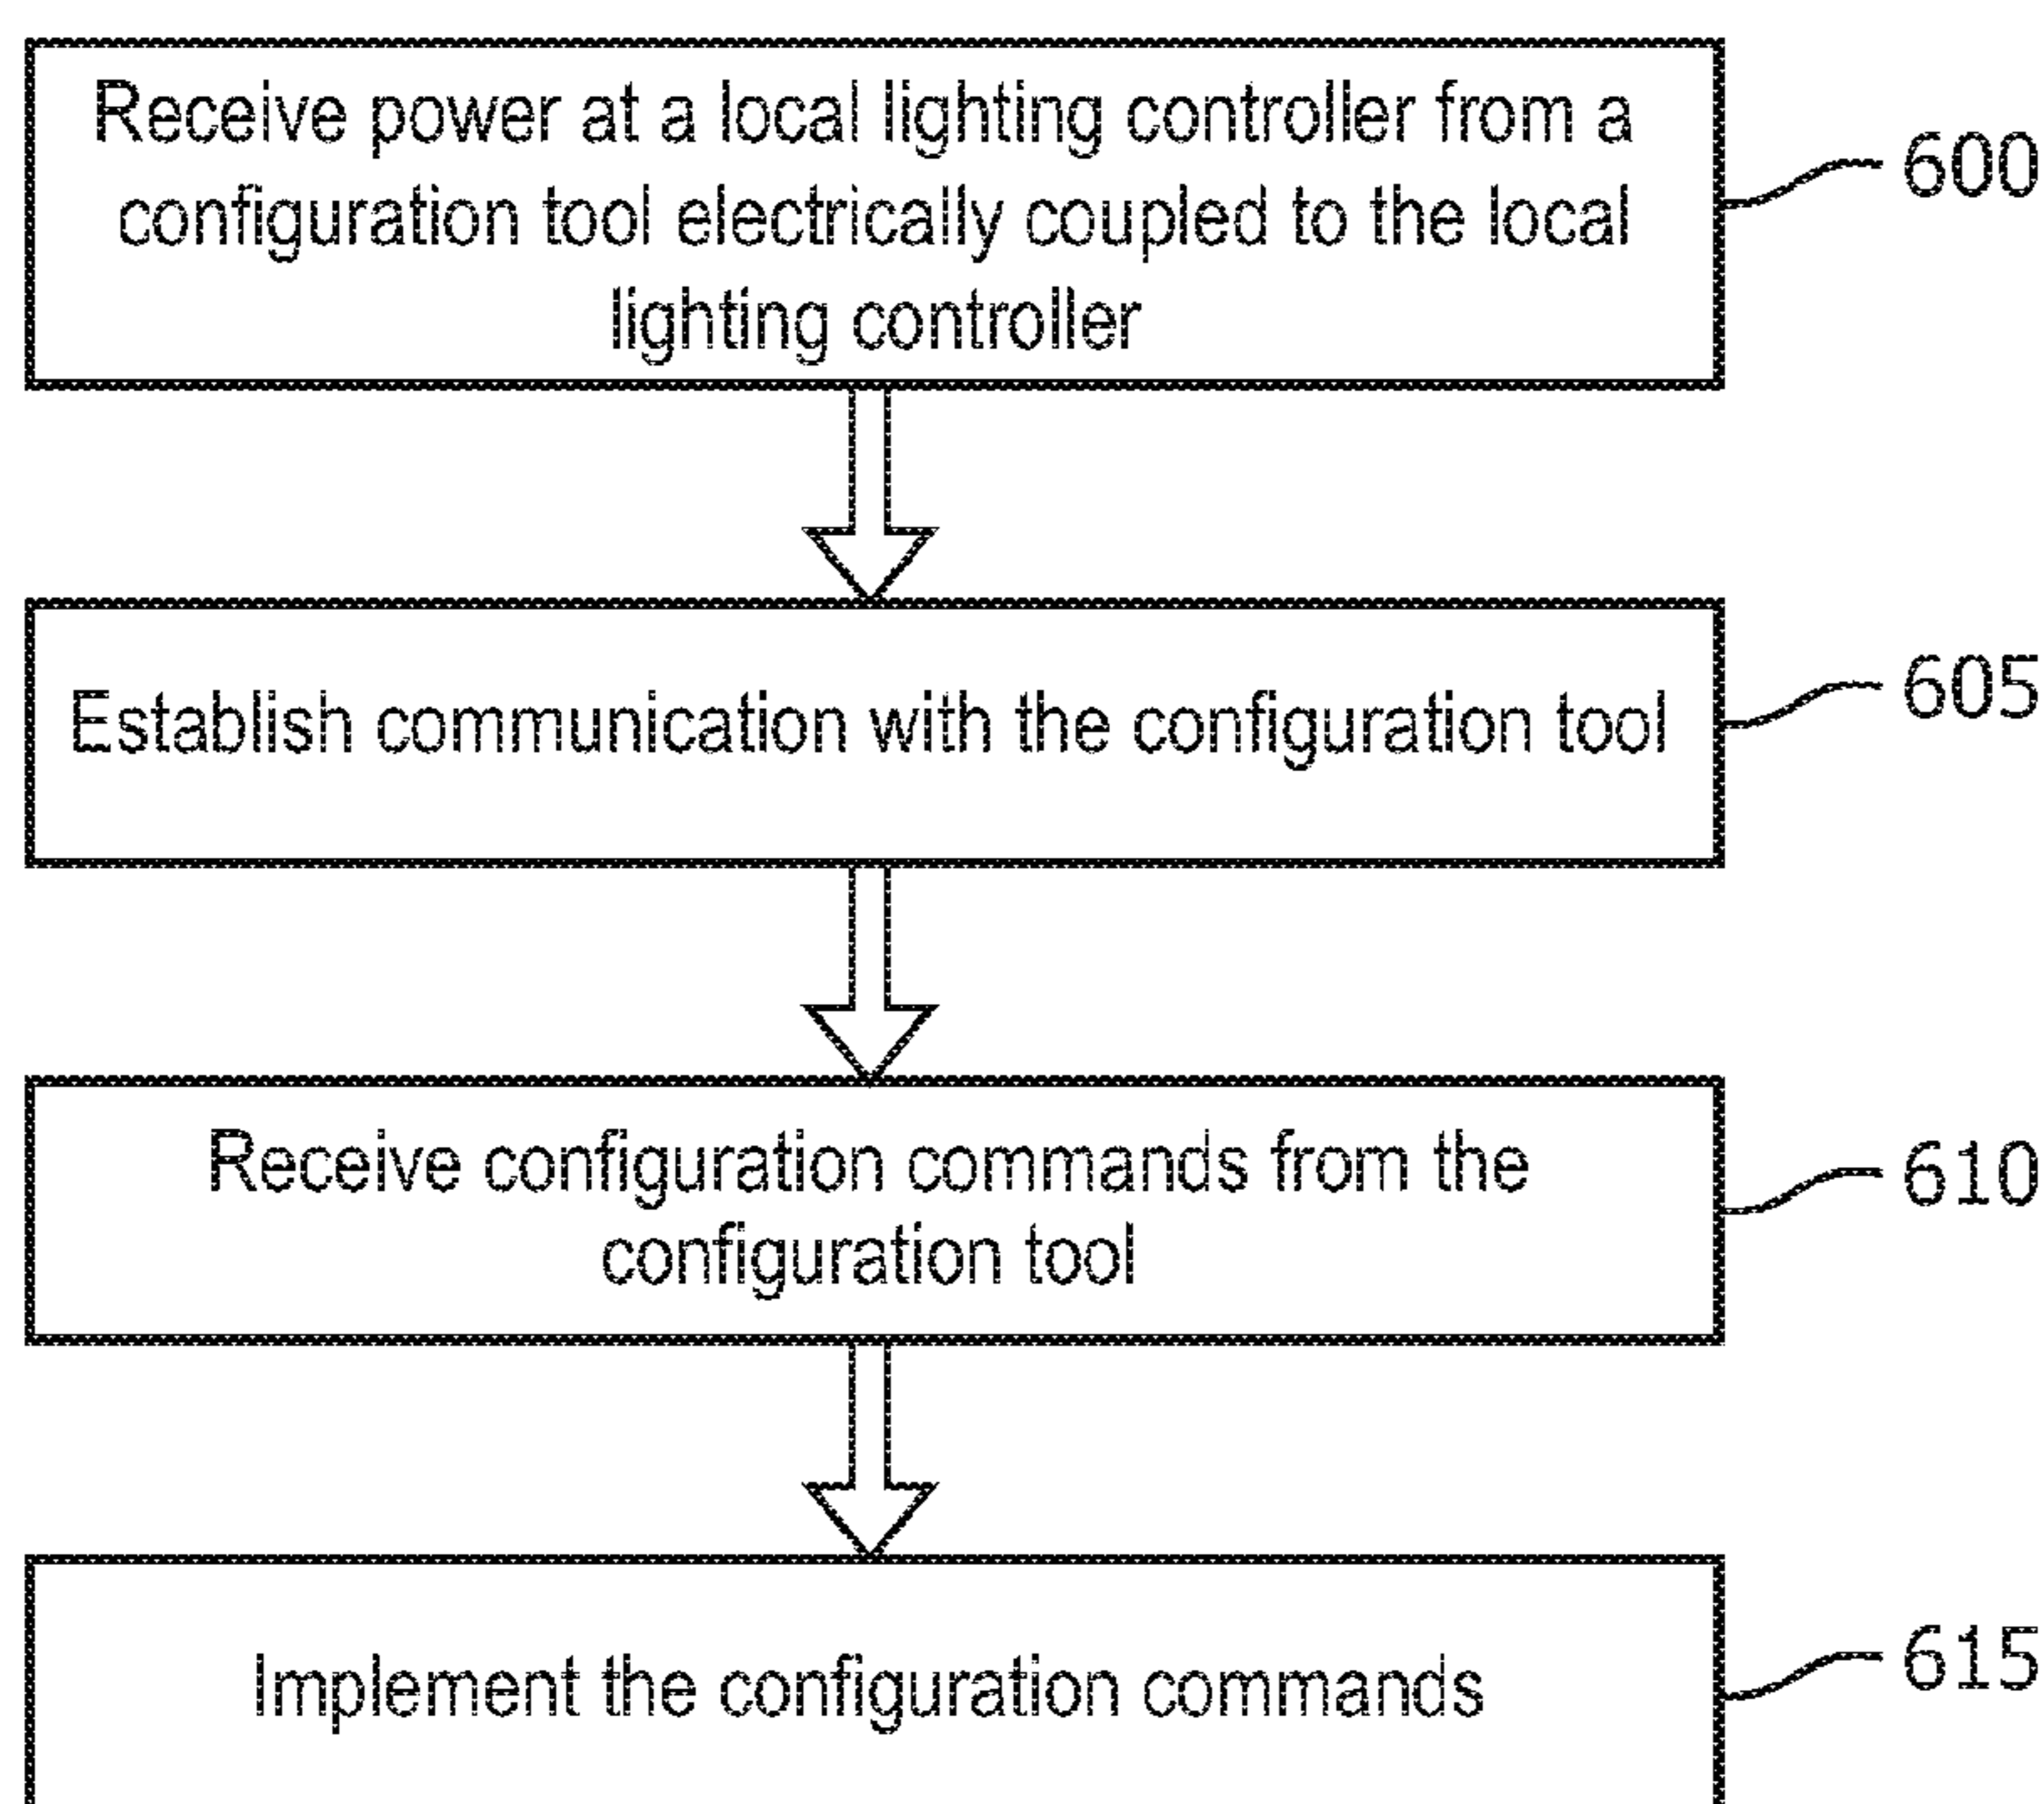 Receive power at a local lighting controller from a
configuration tool electrically coupled to the local
lighting controller
600
Establish communication with the configuration tool
605
Receive configuration commands from the
configuration tool
610
Implement the configuration commands
615